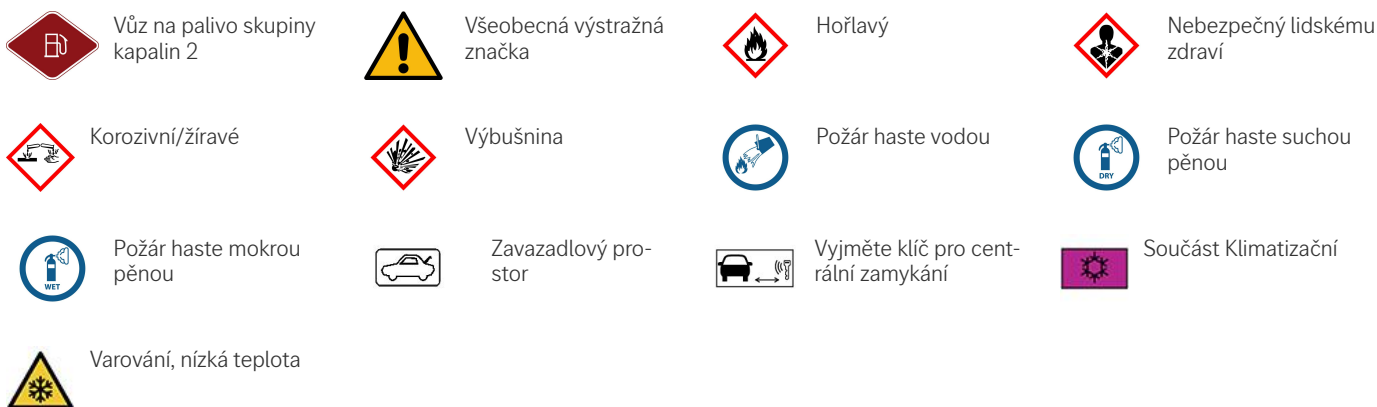 Vůz na palivo skupiny
kapalin 2
Všeobecná výstražná
značka
Hořlavý
Nebezpečný lidskému
zdraví
Korozivní/žíravé
Výbušnina
Požár haste vodou
Požár haste suchou
pěnou
DRY
Požár haste mokrou
pěnou
WET
Zavazadlový pro-
stor
Vyjměte klíč pro cent-
rální zamykání
Součást Klimatizační
Varování, nízká teplota